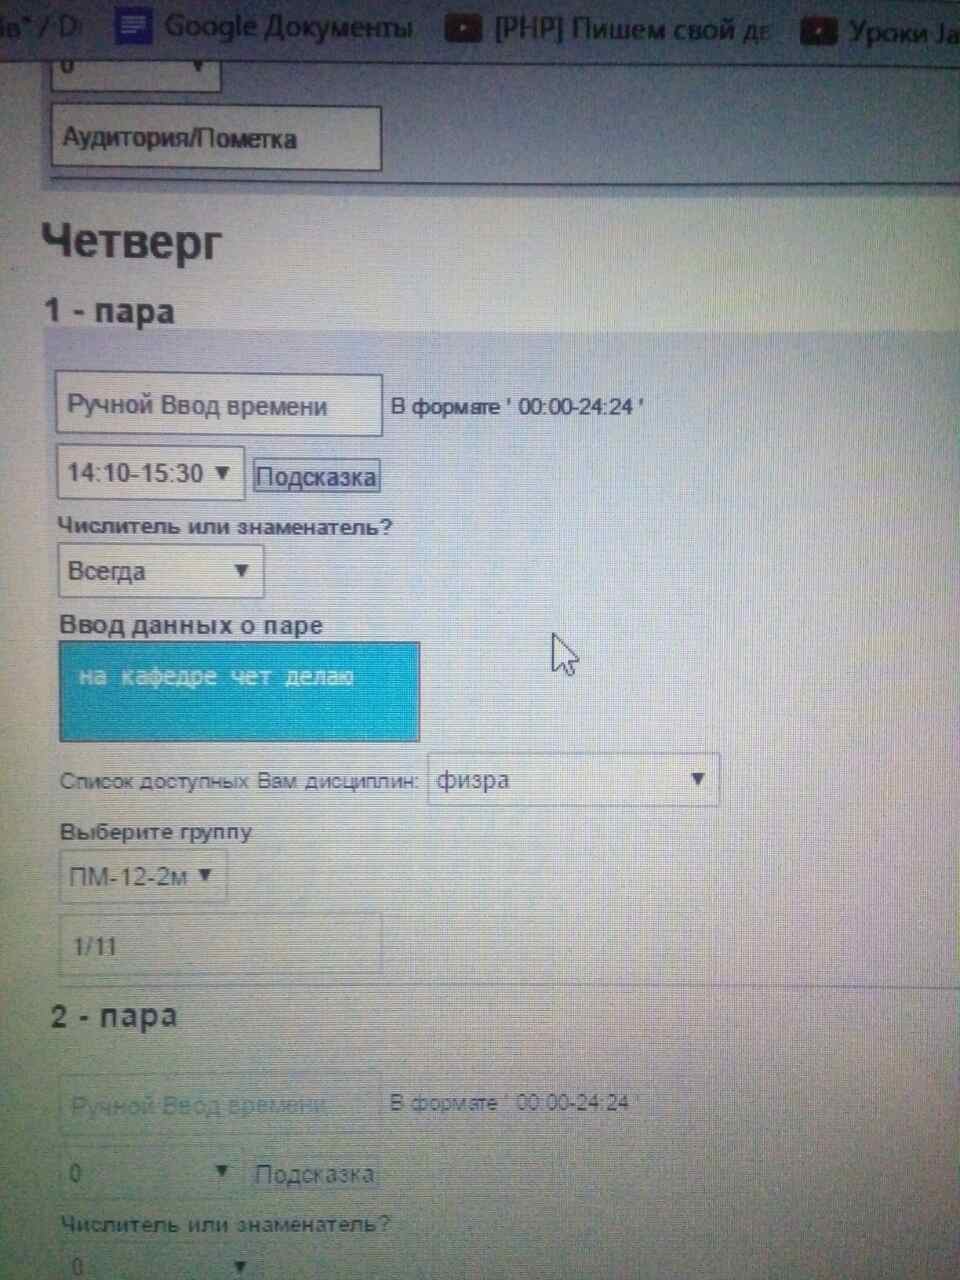 Google Документы [PHP] Пишем свой Уроки
0
Аудитория/Пометка
Четверг
1 - пара
Ручной Ввод времени В формате ' 00:00-24:24 '
14:10-15:30 Подсказка
Числитель или знаменатель?
Всегда
Ввод данных о паре
на кафедре чет делаю
Список доступных Вам дисциплин: физра
Выберите группу
ПМ-12-2м
1/11
2 - пара
Ручной Ввод времени В формате ' 00:00-24:24 '
0 Подсказка
Числитель или знаменатель?
0